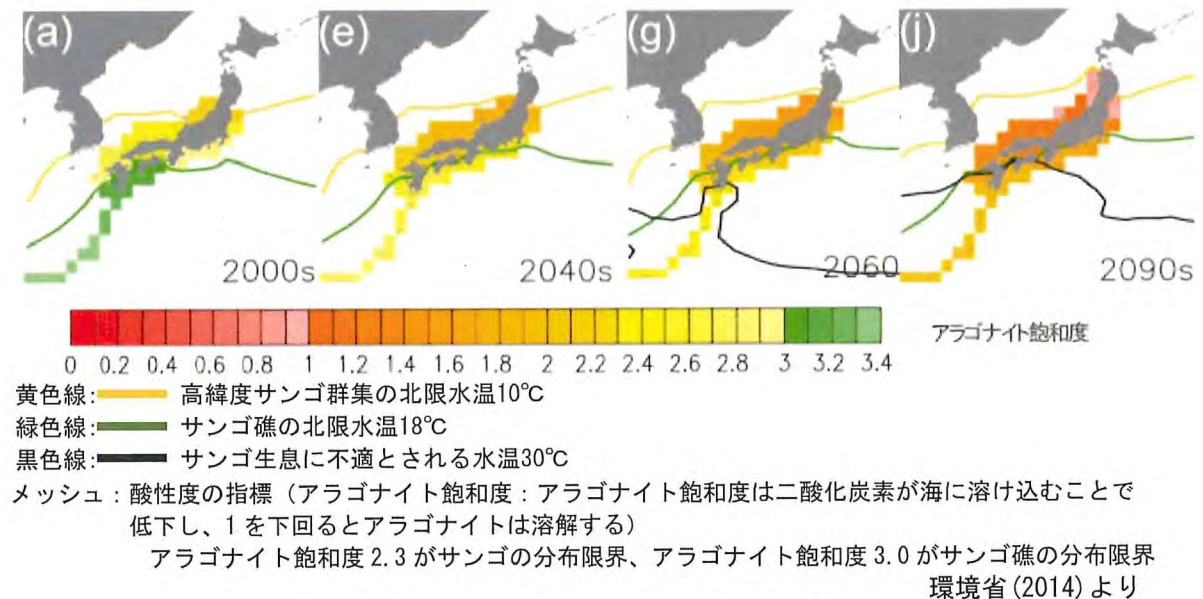 (a) (e) (g) (j)
2000s 2040s 2060 2090s
0 0.2 0.4 0.6 0.8 1 1.2 1.4 1.6 1.8 2 2.2 2.4 2.6 2.8 3 3.2 3.4 アラゴナイト飽和度
黄色線: 高緯度サンゴ群集の北限水温10℃
緑色線: サンゴ礁の北限水温18℃
黒色線: サンゴ生息に不適とされる水温30℃
メッシュ：酸性度の指標（アラゴナイト飽和度：アラゴナイト飽和度は二酸化炭素が海に溶け込むことで
低下し、1を下回るとアラゴナイトは溶解する）
アラゴナイト飽和度2.3がサンゴの分布限界、アラゴナイト飽和度3.0がサンゴ礁の分布限界
環境省(2014)より